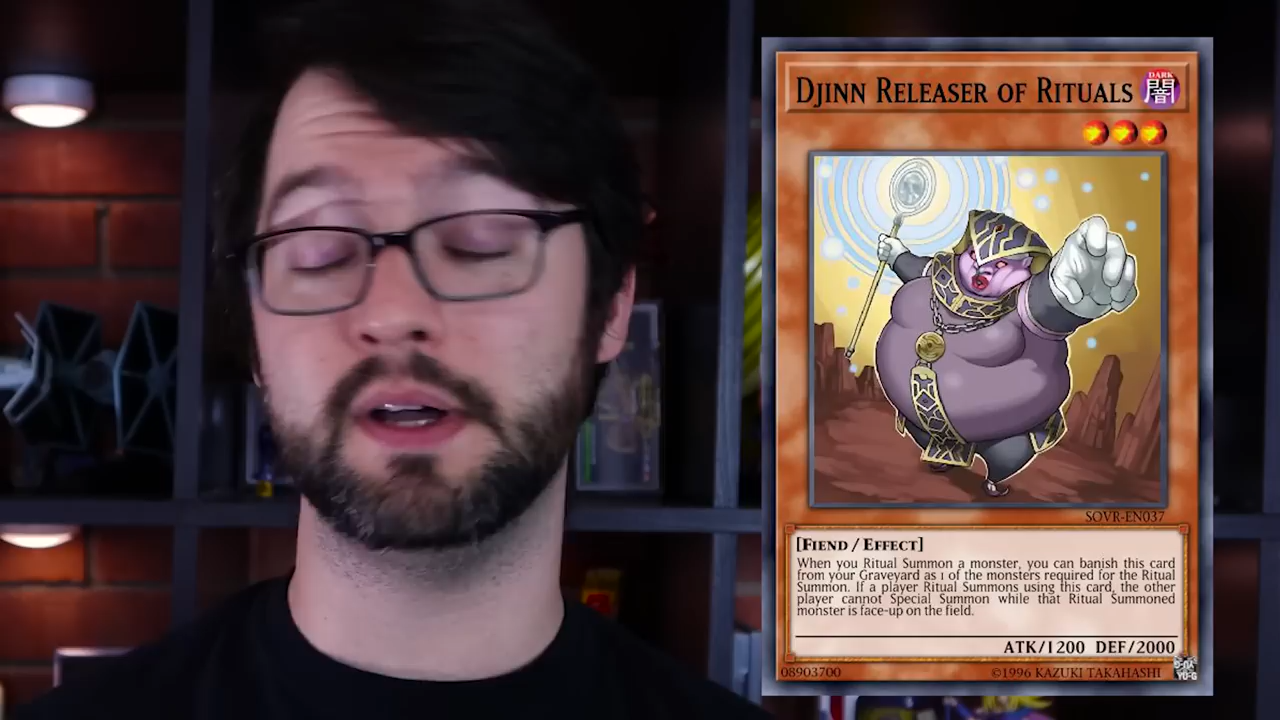 DJINN RELEASER OF RITUALS
DARK
闇
SOVR-EN037
[FIEND / EFFECT]
When you Ritual Summon a monster, you can banish this card
from your Graveyard as 1 of the monsters required for the Ritual
Summon. If a player Ritual Summons using this card, the other
player cannot Special Summon while that Ritual Summoned
monster is face-up on the field.
ATK/1200 DEF/2000
08903700
©1996 KAZUKI TAKAHASHI